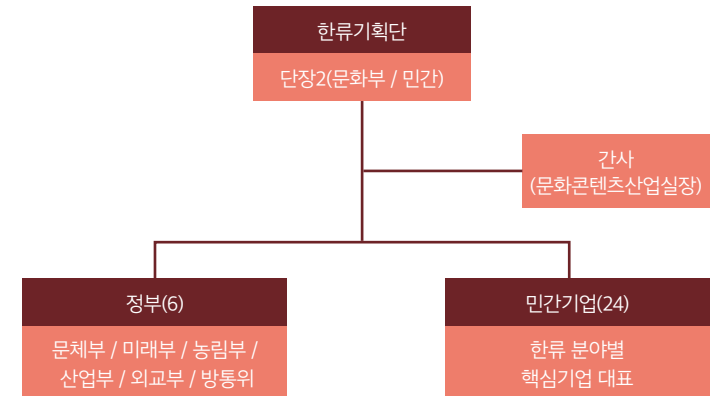 한류기획단
단장2(문화부 / 민간)
간사
(문화콘텐츠산업실장)
정부(6)
문체부 / 미래부 / 농림부 /
산업부 / 외교부 / 방통위
민간기업(24)
한류 분야별
핵심기업 대표